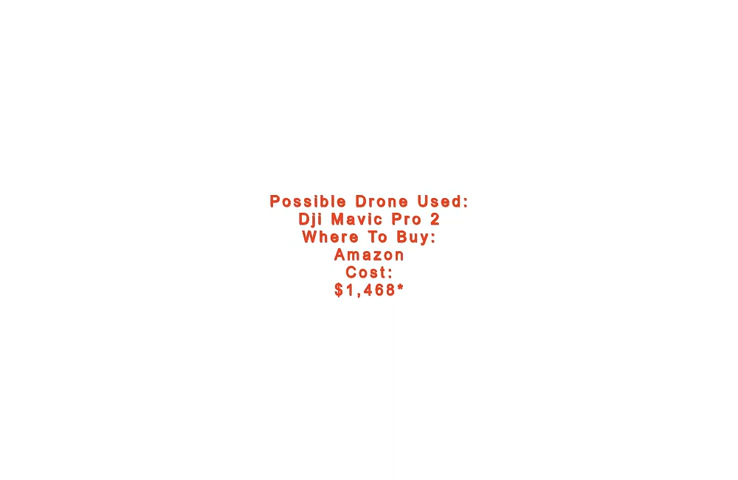 Possible Drone Used:
Dji Mavic Pro 2
Where To Buy:
Amazon
Cost:
$1,468*